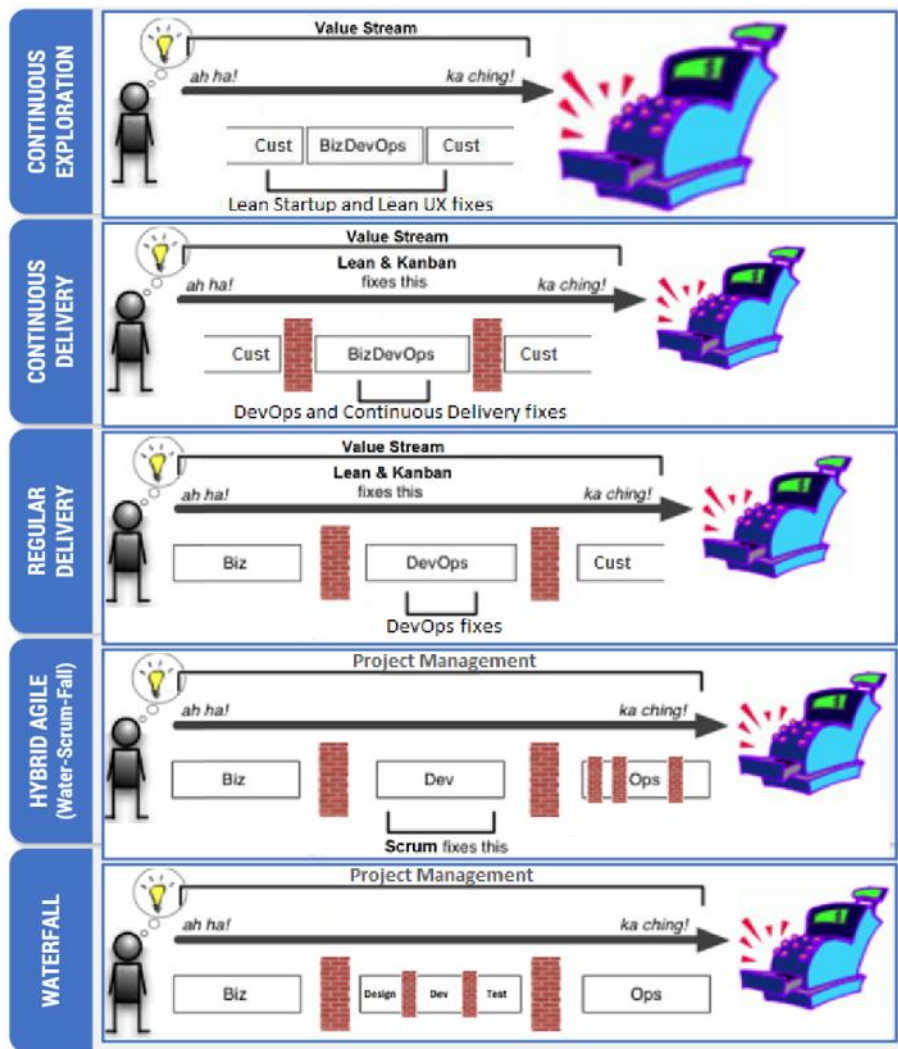 CONTINUOUS
EXPLORATION
Value Stream
ah ha!
ka ching!
Cust
BizDevOps
Cust
Lean Startup and Lean UX fixes
CONTINUOUS
DELIVERY
Value Stream
Lean & Kanban
fixes this
ah ha!
ka ching!
Cust
BizDevOps
Cust
DevOps and Continuous Delivery fixes
REGULAR
DELIVERY
Value Stream
Lean & Kanban
fixes this
ah ha!
ka ching!
Biz
DevOps
Cust
DevOps fixes
HYBRID AGILE
(Water-Scrum-Fall)
Project Management
ah ha!
ka ching!
Biz
Dev
Ops
Scrum fixes this
WATERFALL
Project Management
ah ha!
ka ching!
Biz
Design
Dev
Test
Ops